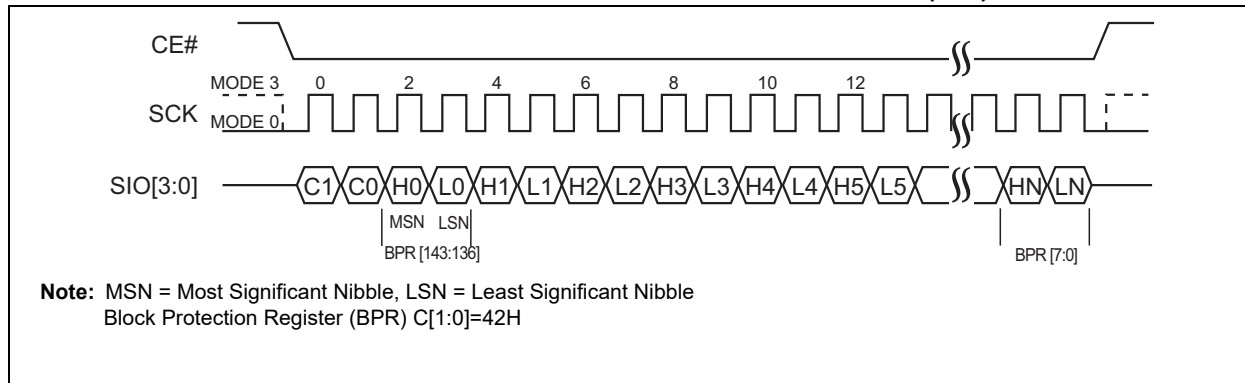 CE#
MODE 3 0 2 4 6 8 10 12
SCK MODE 0
SIO[3:0] C1 C0 H0 L0 H1 L1 H2 L2 H3 L3 H4 L4 H5 L5 HN LN
MSN LSN
BPR [143:136] BPR [7:0]
Note: MSN = Most Significant Nibble, LSN = Least Significant Nibble
Block Protection Register (BPR) C[1:0]=42H